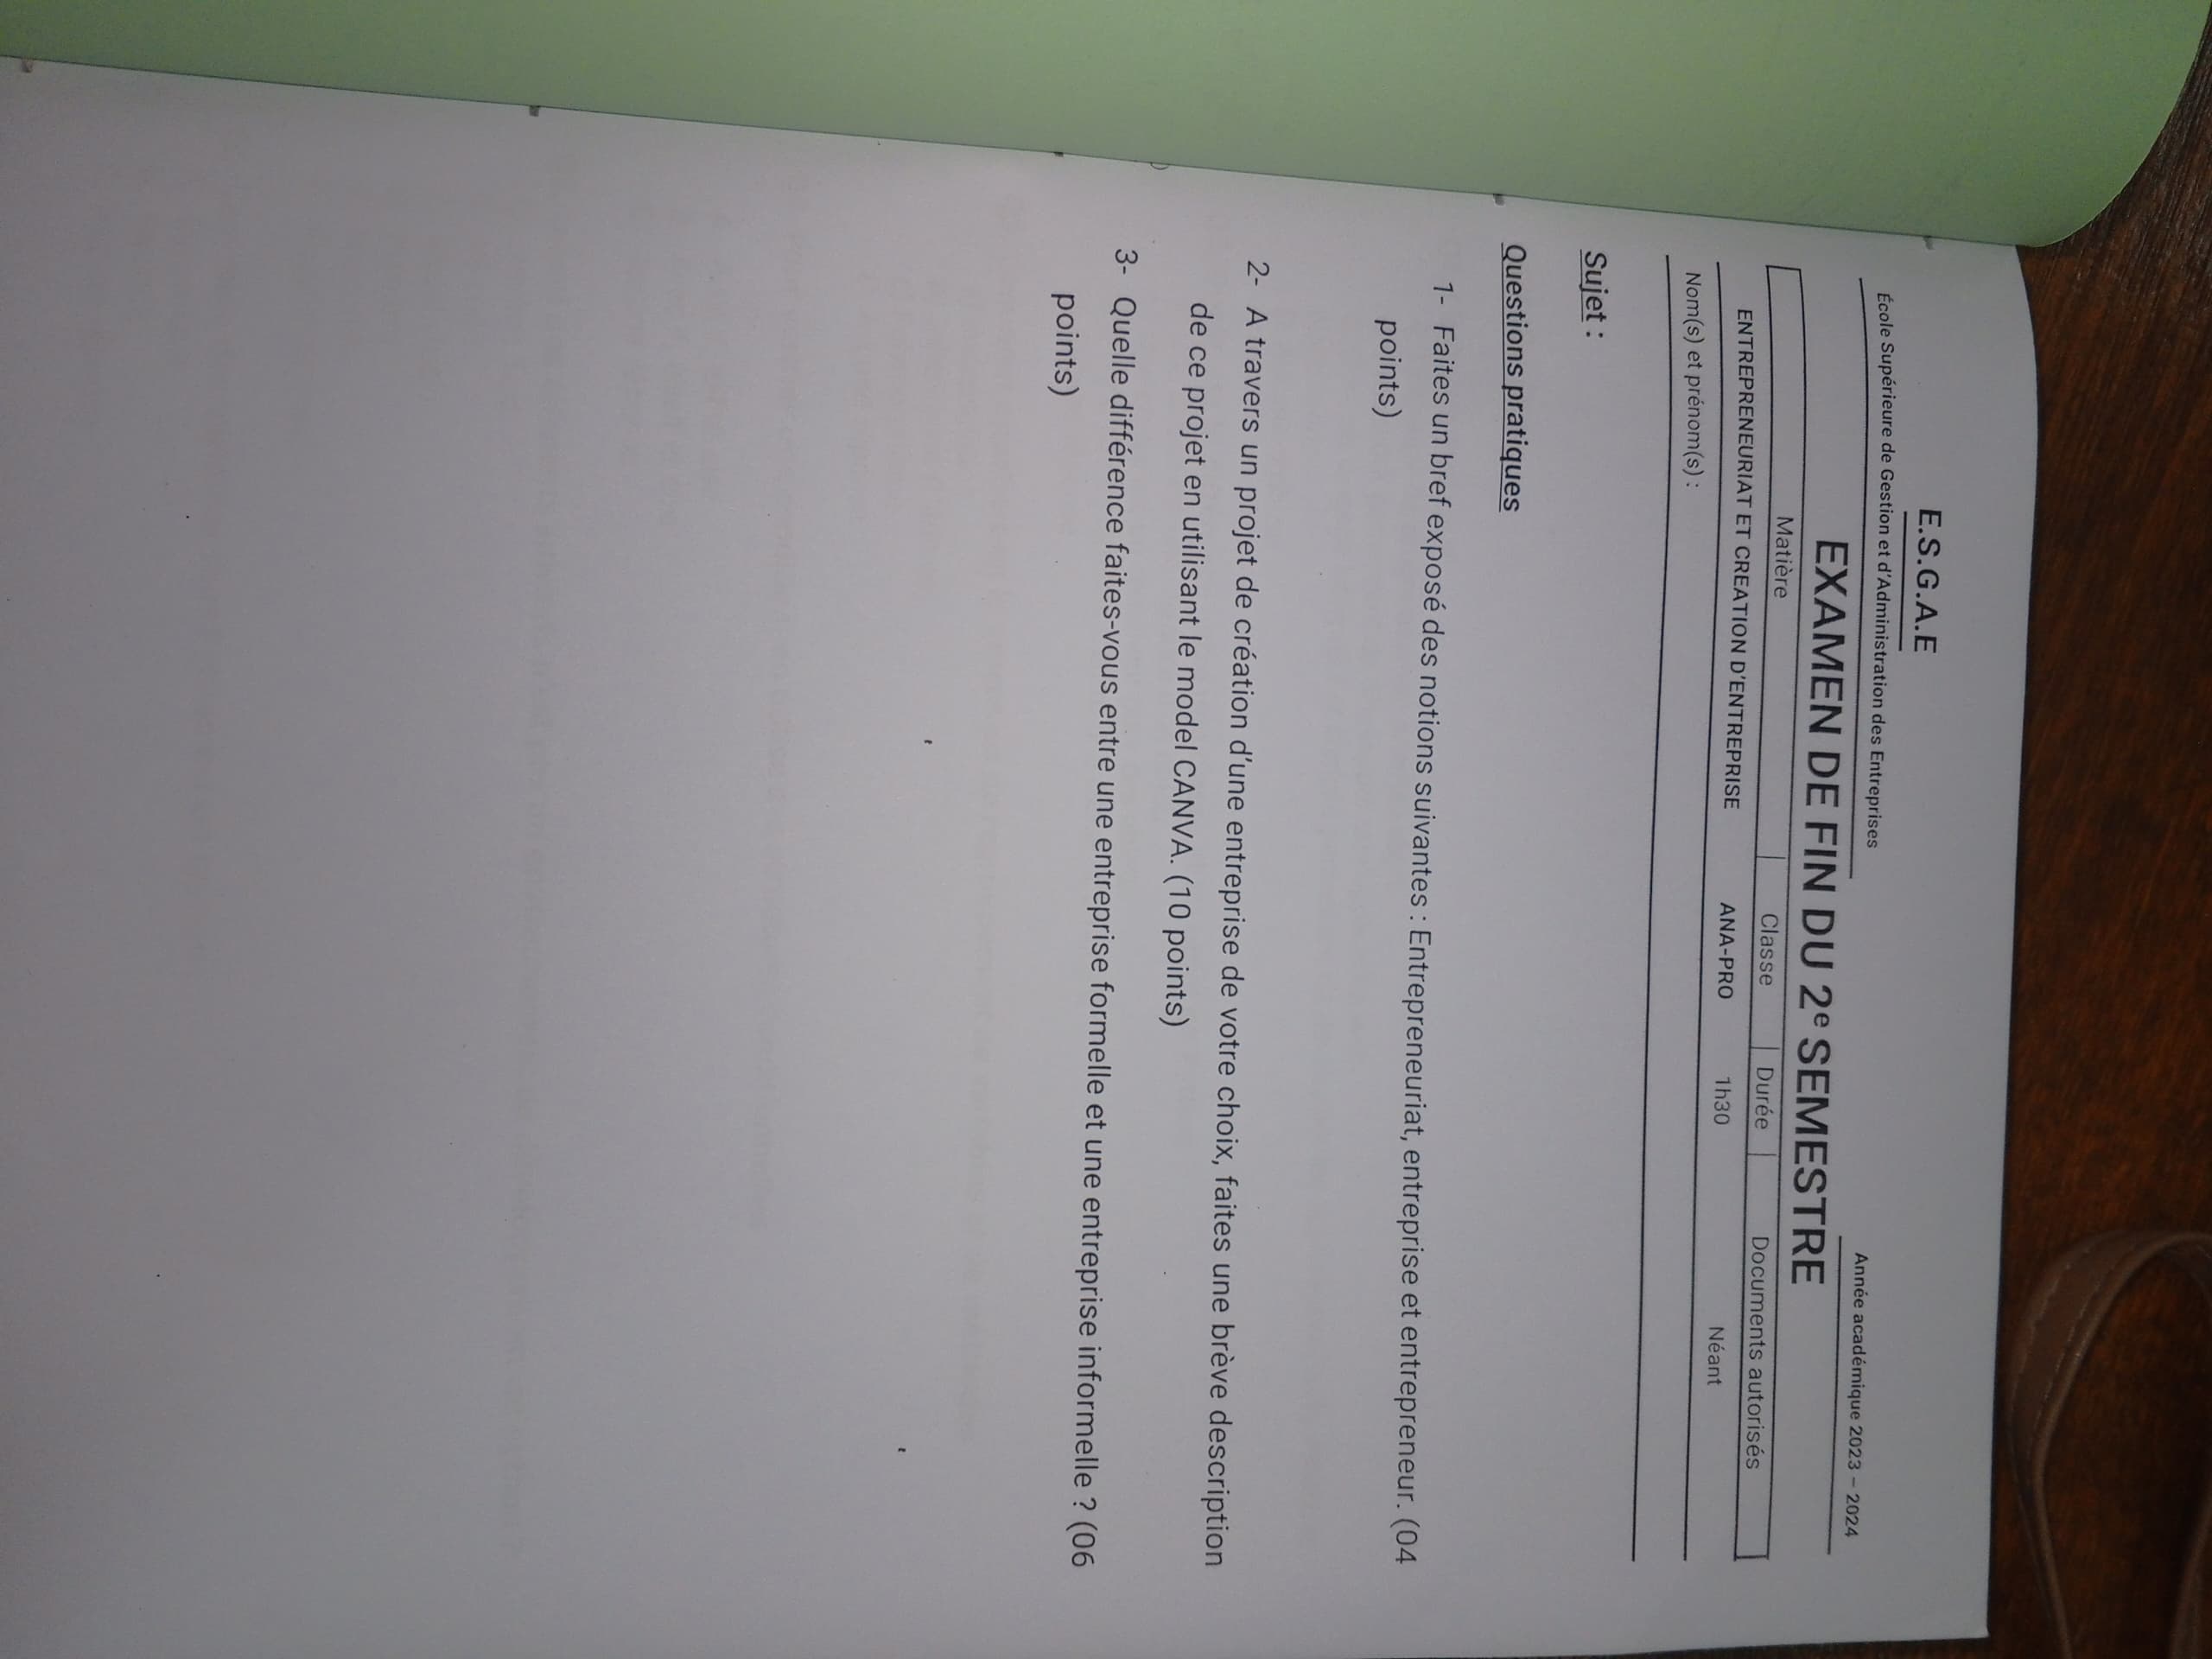 E.S.G.A.E
École Supérieure de Gestion et d'Administration des Entreprises
Année académique 2023 – 2024
EXAMEN DE FIN DU 2e SEMESTRE
Matière Classe Durée Documents autorisés
ENTREPRENEURIAT ET CREATION D'ENTREPRISE ANA-PRO 1h30 Néant
Nom(s) et prénom(s) :
Sujet :
Questions pratiques
1- Faites un bref exposé des notions suivantes : Entrepreneuriat, entreprise et entrepreneur. (04
points)
2- A travers un projet de création d'une entreprise de votre choix, faites une brève description
de ce projet en utilisant le model CANVA. (10 points)
3- Quelle différence faites-vous entre une entreprise formelle et une entreprise informelle ? (06
points)